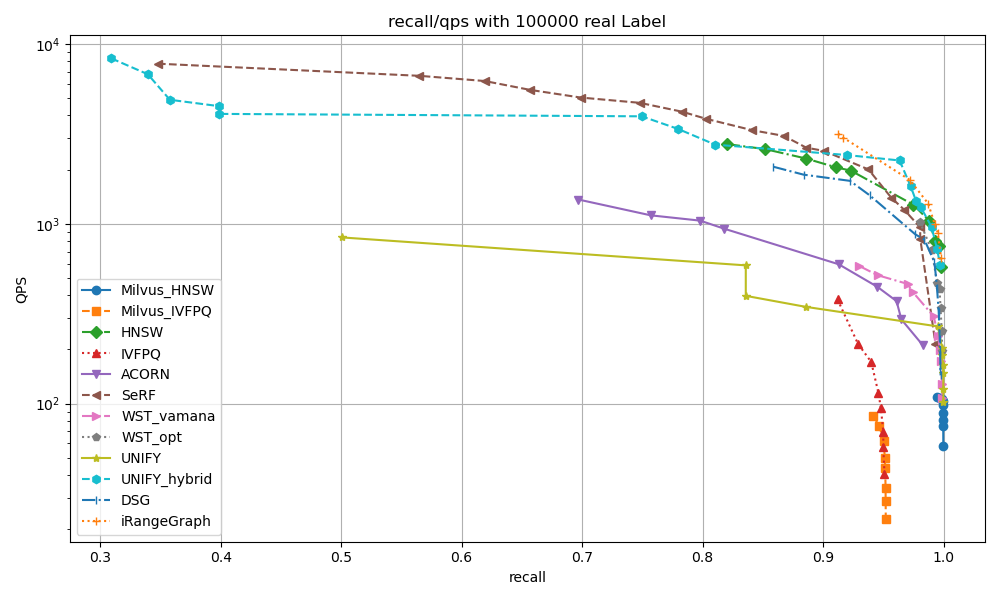 recall/qps with 100000 real Label
10⁴
10³
10²
QPS
Milvus_HNSW
Milvus_IVFPQ
HNSW
IVFPQ
ACORN
SeRF
WST_vamana
WST_opt
UNIFY
UNIFY_hybrid
DSG
iRangeGraph
0.3 0.4 0.5 0.6 0.7 0.8 0.9 1.0
recall